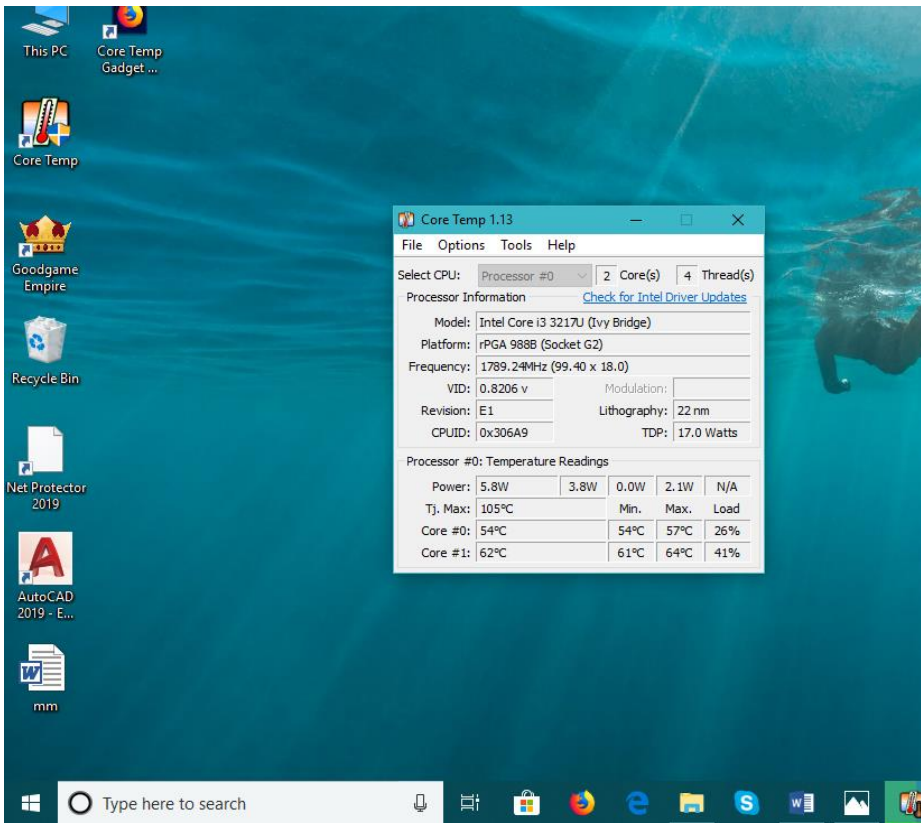 This PC
Core Temp
Gadget ...
Core Temp
Goodgame
Empire
Recycle Bin
Net Protector
2019
AutoCAD
2019 - E...
mm
Core Temp 1.13
File Options Tools Help
Select CPU: Processor #0 2 Core(s) 4 Thread(s)
Processor Information Check for Intel Driver Updates
Model: Intel Core i3 3217U (Ivy Bridge)
Platform: rPGA 988B (Socket G2)
Frequency: 1789.24MHz (99.40 x 18.0)
VID: 0.8206 v Modulation:
Revision: E1 Lithography: 22 nm
CPUID: 0x306A9 TDP: 17.0 Watts
Processor #0: Temperature Readings
Power: 5.8W 3.8W 0.0W 2.1W N/A
Tj. Max: 105°C Min. Max. Load
Core #0: 54°C 54°C 57°C 26%
Core #1: 62°C 61°C 64°C 41%
Type here to search